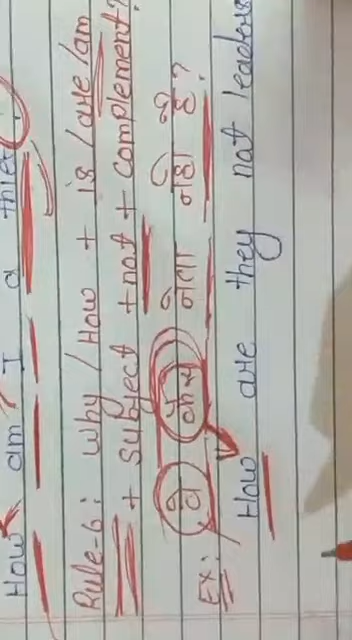 How am I a thief?
Rule-6: Why / How + is / are / am
+ subject + not + complement?
Ex: वे कैसे नेता नहीं है?
How are they not leaders